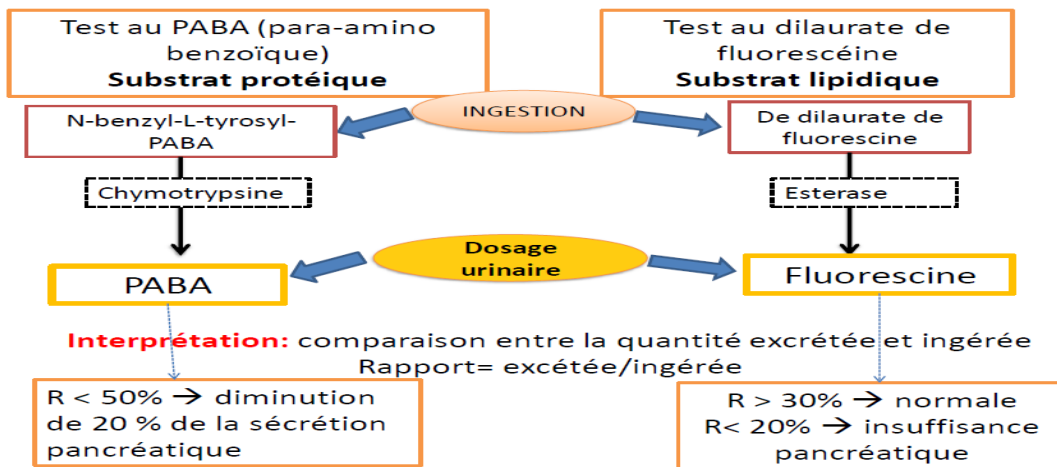 Test au PABA (para-amino
benzoïque)
Substrat protéique
Test au dilaurate de
fluorescéine
Substrat lipidique
INGESTION
N-benzyl-L-tyrosyl-
PABA
De dilaurate de
fluorescine
Chymotrypsine
Esterase
Dosage
urinaire
PABA
Fluorescine
Interprétation: comparaison entre la quantité excrétée et ingérée
Rapport= excétée/ingérée
R < 50% → diminution
de 20 % de la sécrétion
pancréatique
R > 30% → normale
R< 20% → insuffisance
pancréatique